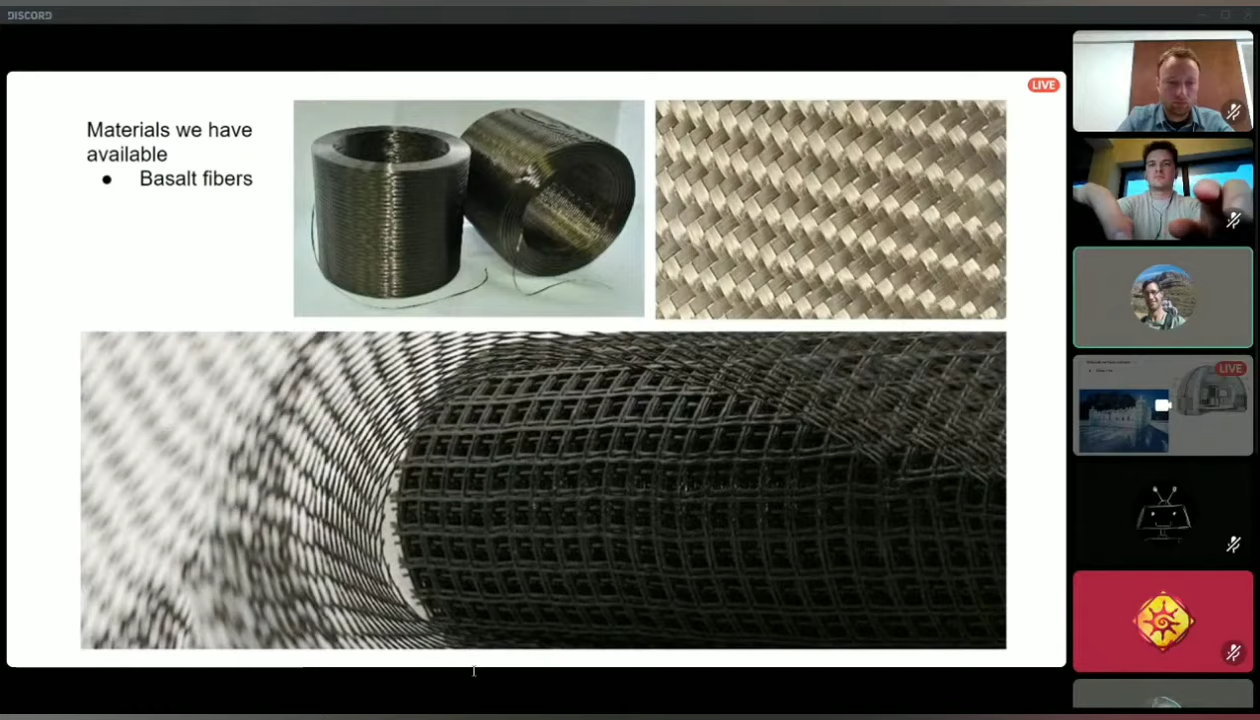 DISCORD
LIVE
Materials we have
available
● Basalt fibers
LIVE